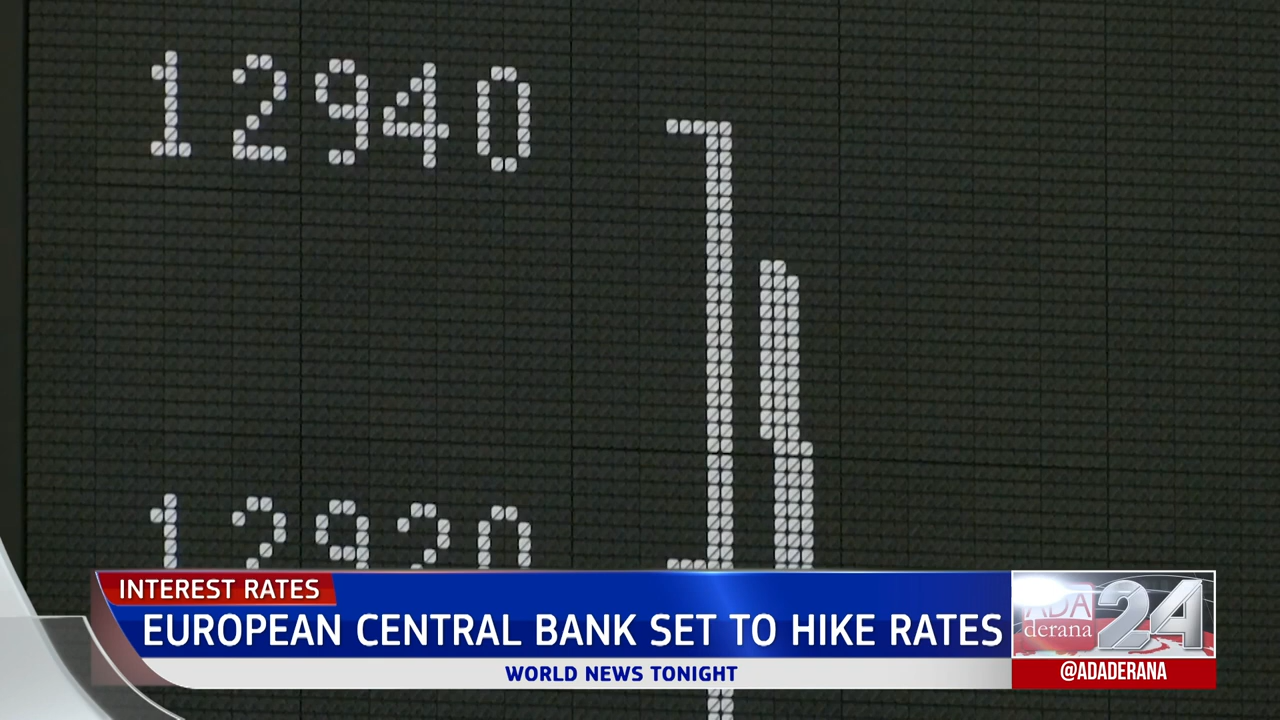 12940
12920
INTEREST RATES
EUROPEAN CENTRAL BANK SET TO HIKE RATES
WORLD NEWS TONIGHT
ADA
derana
24
@ADADERANA